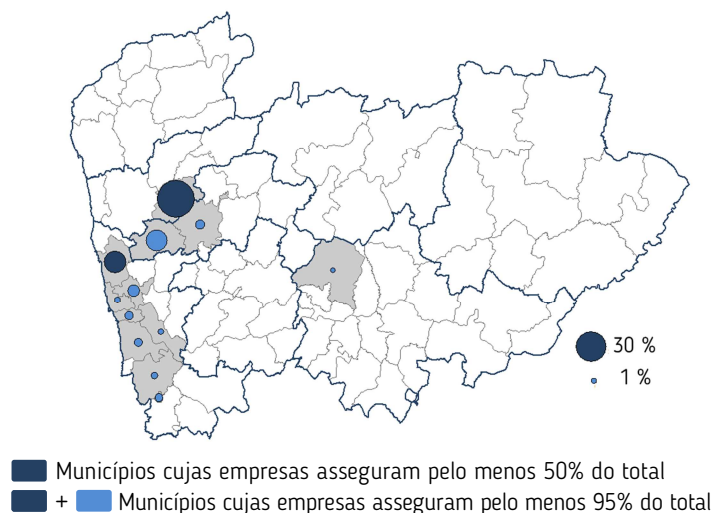 30 %
1 %
Municípios cujas empresas asseguram pelo menos 50% do total
+ Municípios cujas empresas asseguram pelo menos 95% do total